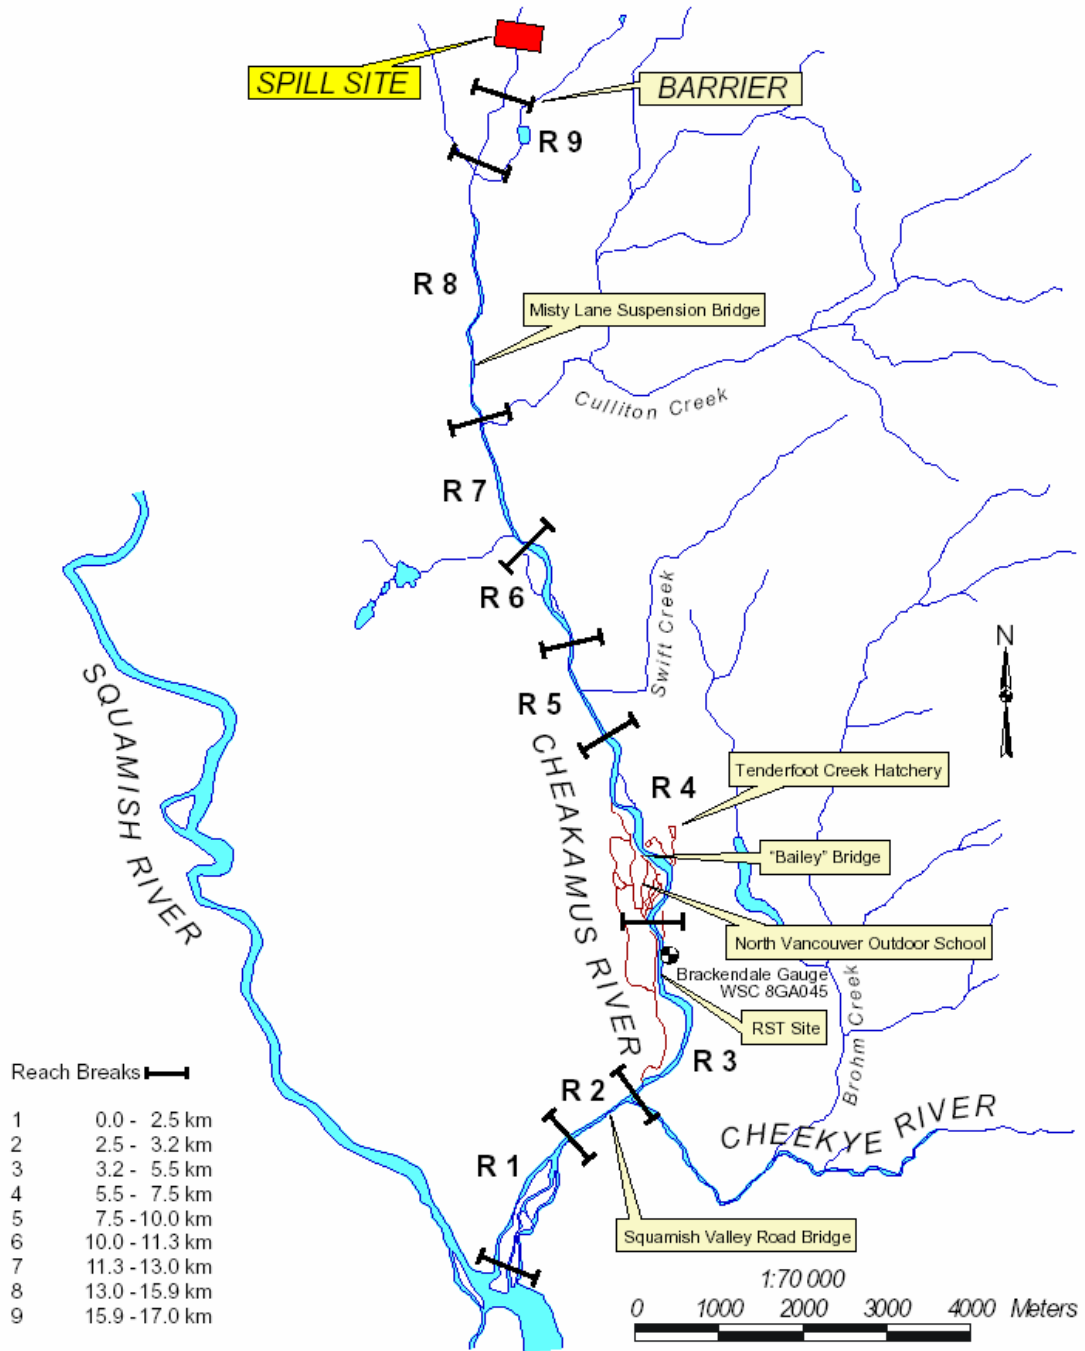 SPILL SITE
BARRIER
R 9
R 8
Misty Lane Suspension Bridge
Culliton Creek
R 7
R 6
Swift Creek
N
SQUAMISH RIVER
R 5
CHEAKAMUS RIVER
Tenderfoot Creek Hatchery
R 4
"Bailey" Bridge
North Vancouver Outdoor School
Brackendale Gauge
WSC 8GA045
RST Site
Brohm Creek
R 3
R 2
CHEEKYE RIVER
R 1
Squamish Valley Road Bridge
Reach Breaks
1 0.0 - 2.5 km
2 2.5 - 3.2 km
3 3.2 - 5.5 km
4 5.5 - 7.5 km
5 7.5 - 10.0 km
6 10.0 - 11.3 km
7 11.3 - 13.0 km
8 13.0 - 15.9 km
9 15.9 - 17.0 km
1:70 000
0 1000 2000 3000 4000 Meters